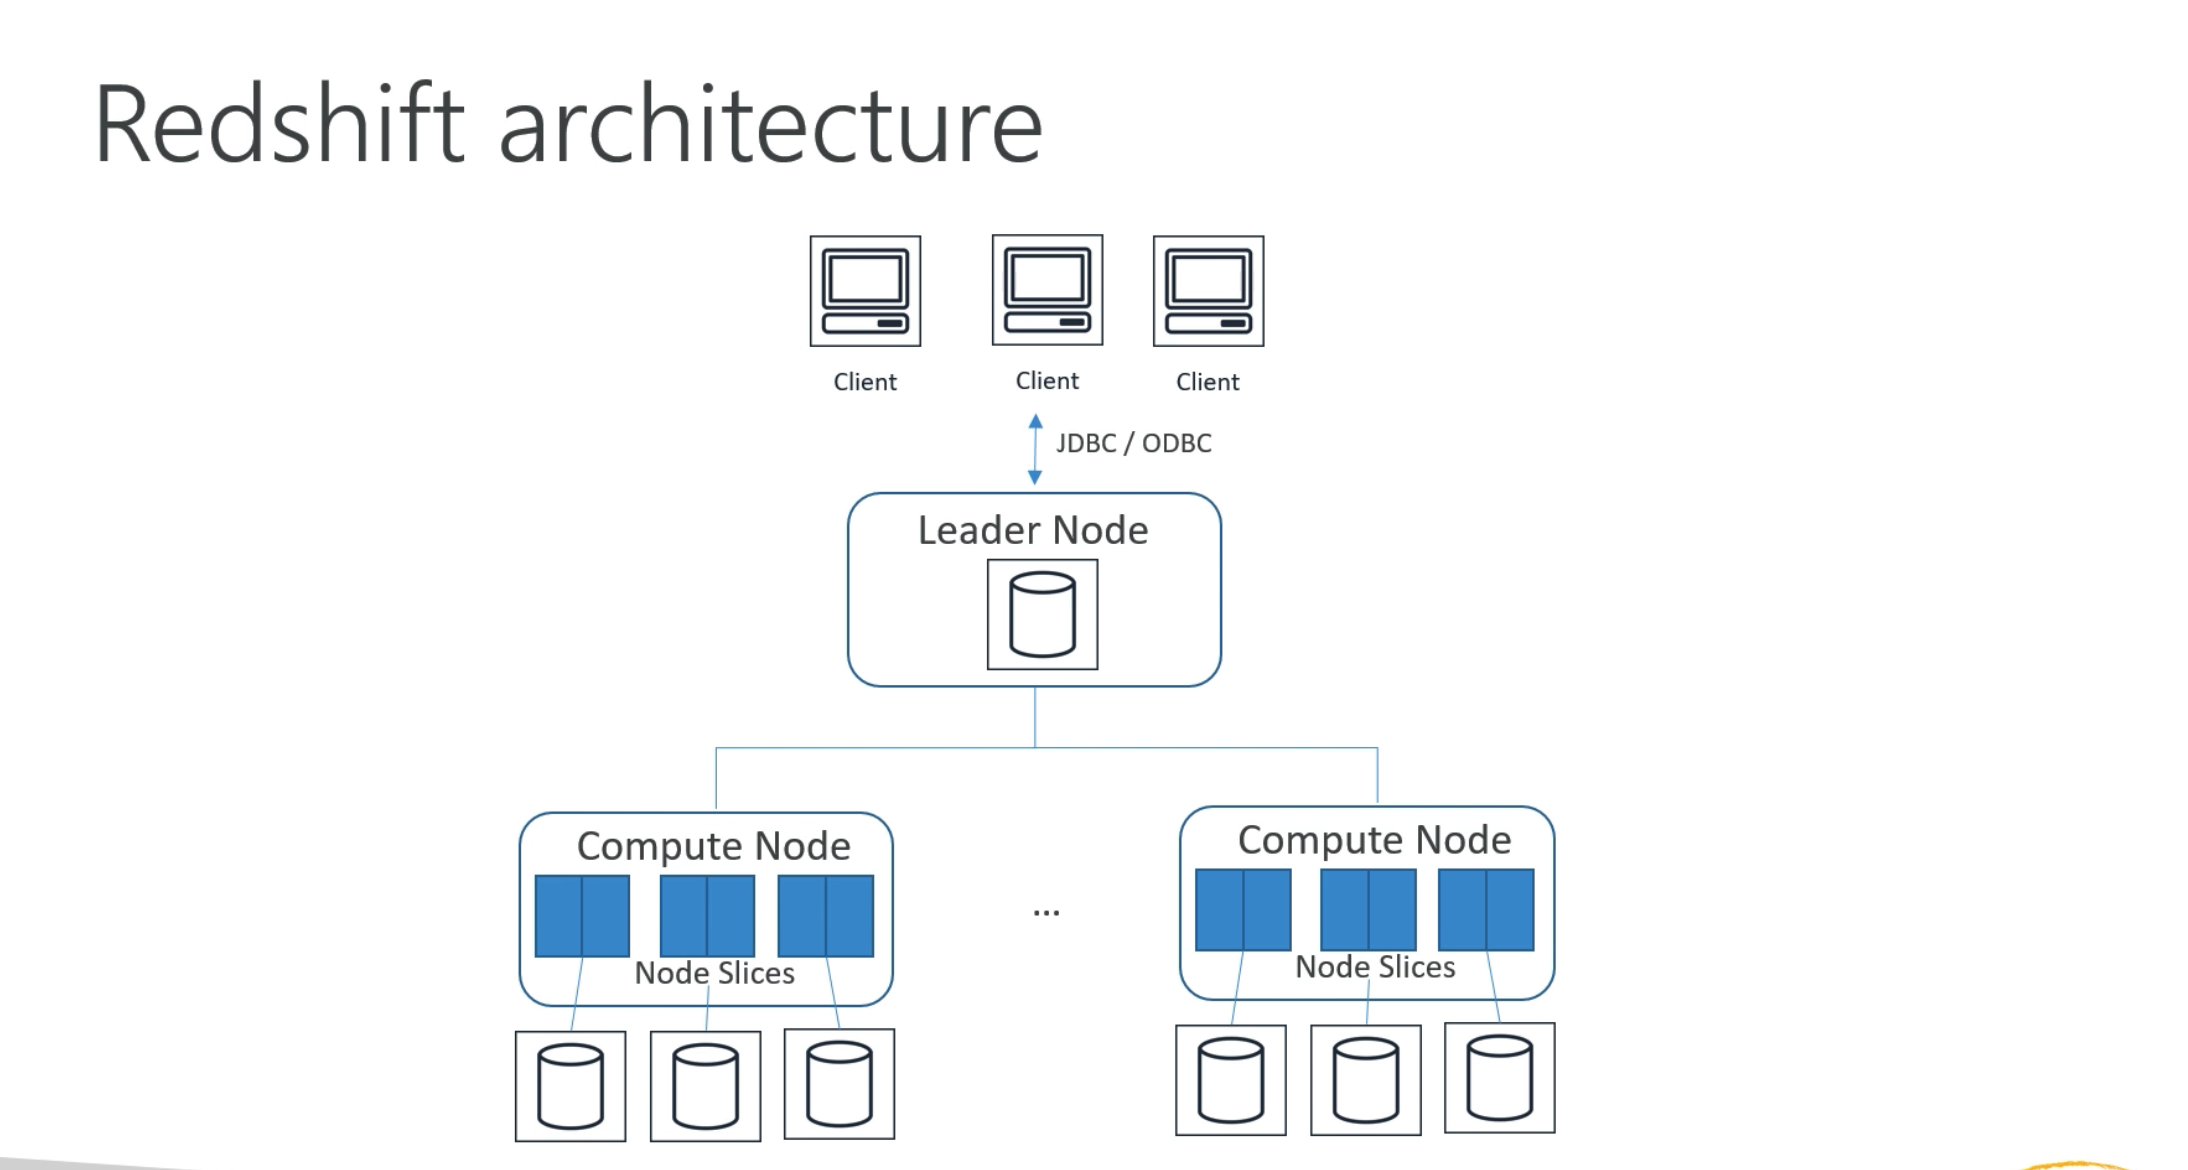 Redshift architecture
Client
Client
Client
JDBC / ODBC
Leader Node
Compute Node
Node Slices
...
Compute Node
Node Slices